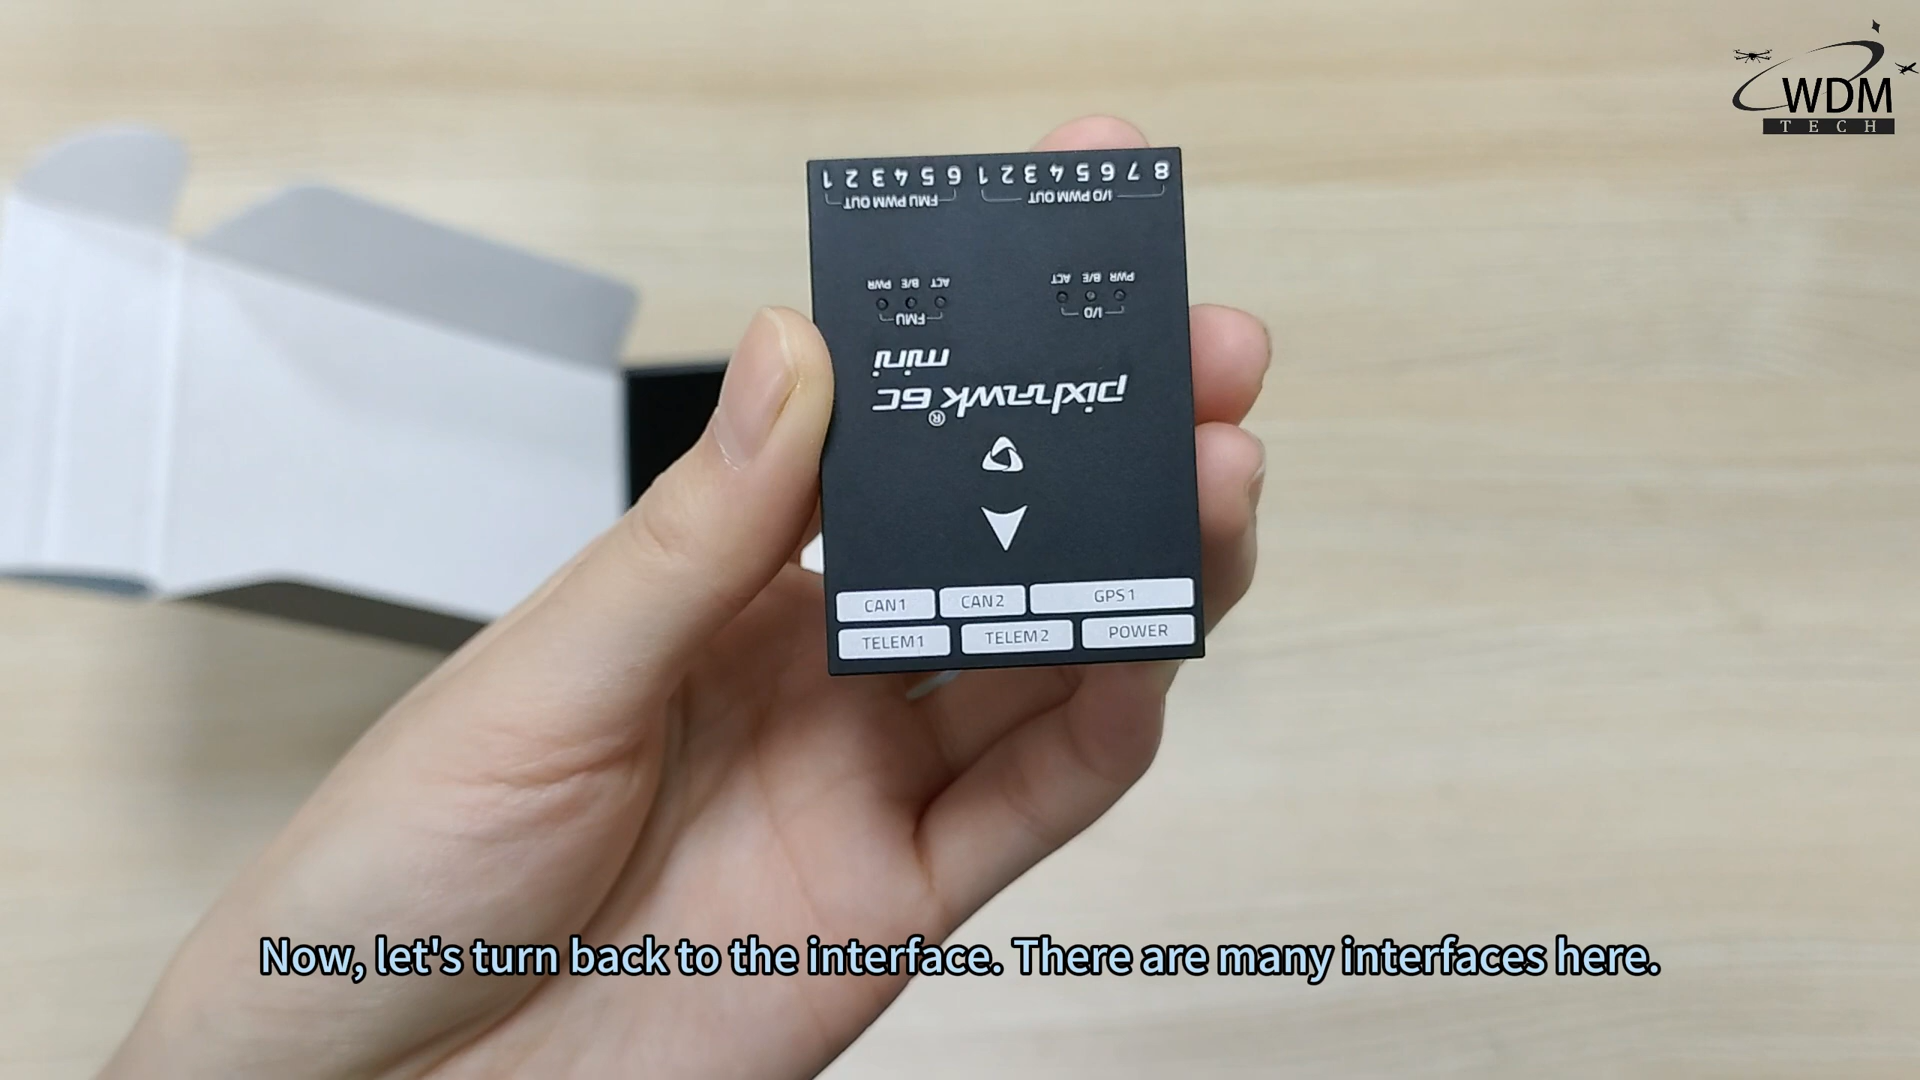 WDM
TECH
1 2 3 4 5 6 1 2 3 4 5 6 7 8
FMU PWM OUT I/O PWM OUT
PWR B/E ACT ACT B/E PWR
FMU I/O
mini
pixhawk® 6C
CAN1 CAN2 GPS1
TELEM1 TELEM2 POWER
Now, let's turn back to the interface. There are many interfaces here.